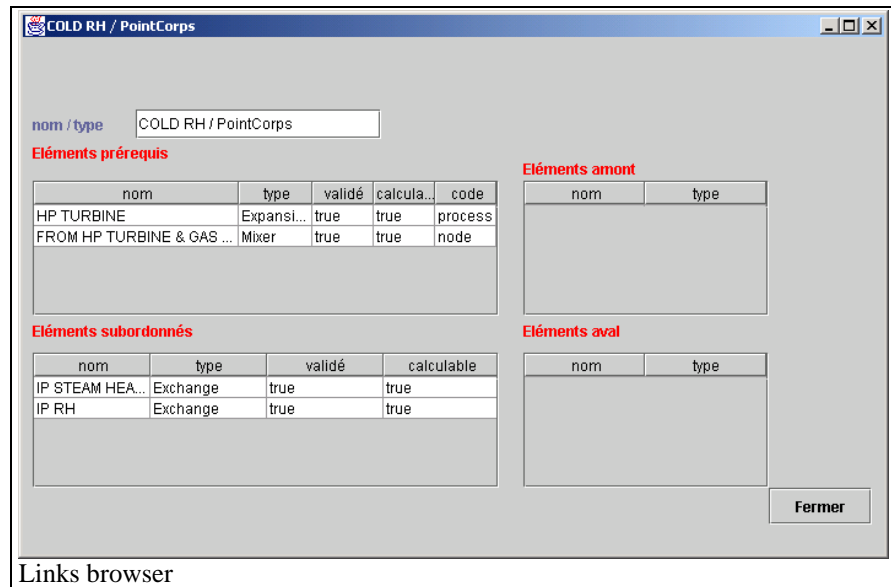 COLD RH / PointCorps
nom / type COLD RH / PointCorps
Eléments prérequis
nom type validé calcula... code
HP TURBINE Expansi... true true process
FROM HP TURBINE & GAS ... Mixer true true node
Eléments amont
nom type
Eléments subordonnés
nom type validé calculable
IP STEAM HEA... Exchange true true
IP RH Exchange true true
Eléments aval
nom type
Fermer
Links browser